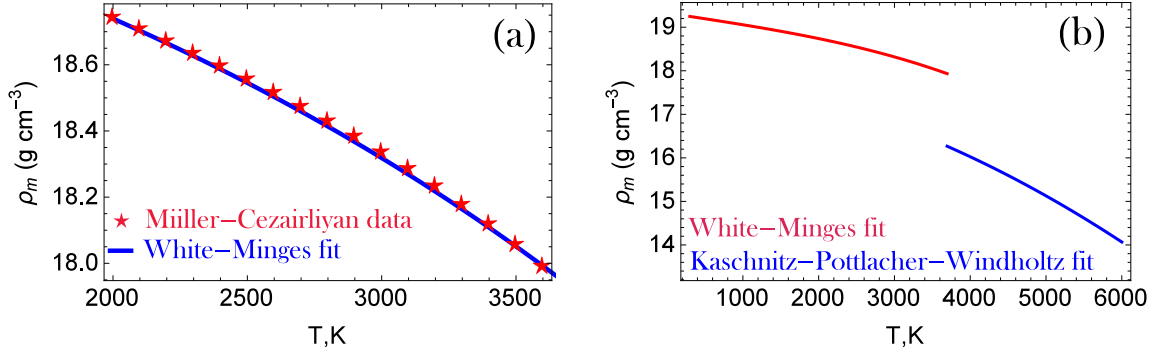 (a)
18.6
18.4
18.2
18.0
ρm (g cm−3)
Miiller−Cezairliyan data
White−Minges fit
2000 2500 3000 3500
T,K
(b)
19
18
17
16
15
14
ρm (g cm−3)
White−Minges fit
Kaschnitz−Pottlacher−Windholtz fit
1000 2000 3000 4000 5000 6000
T,K